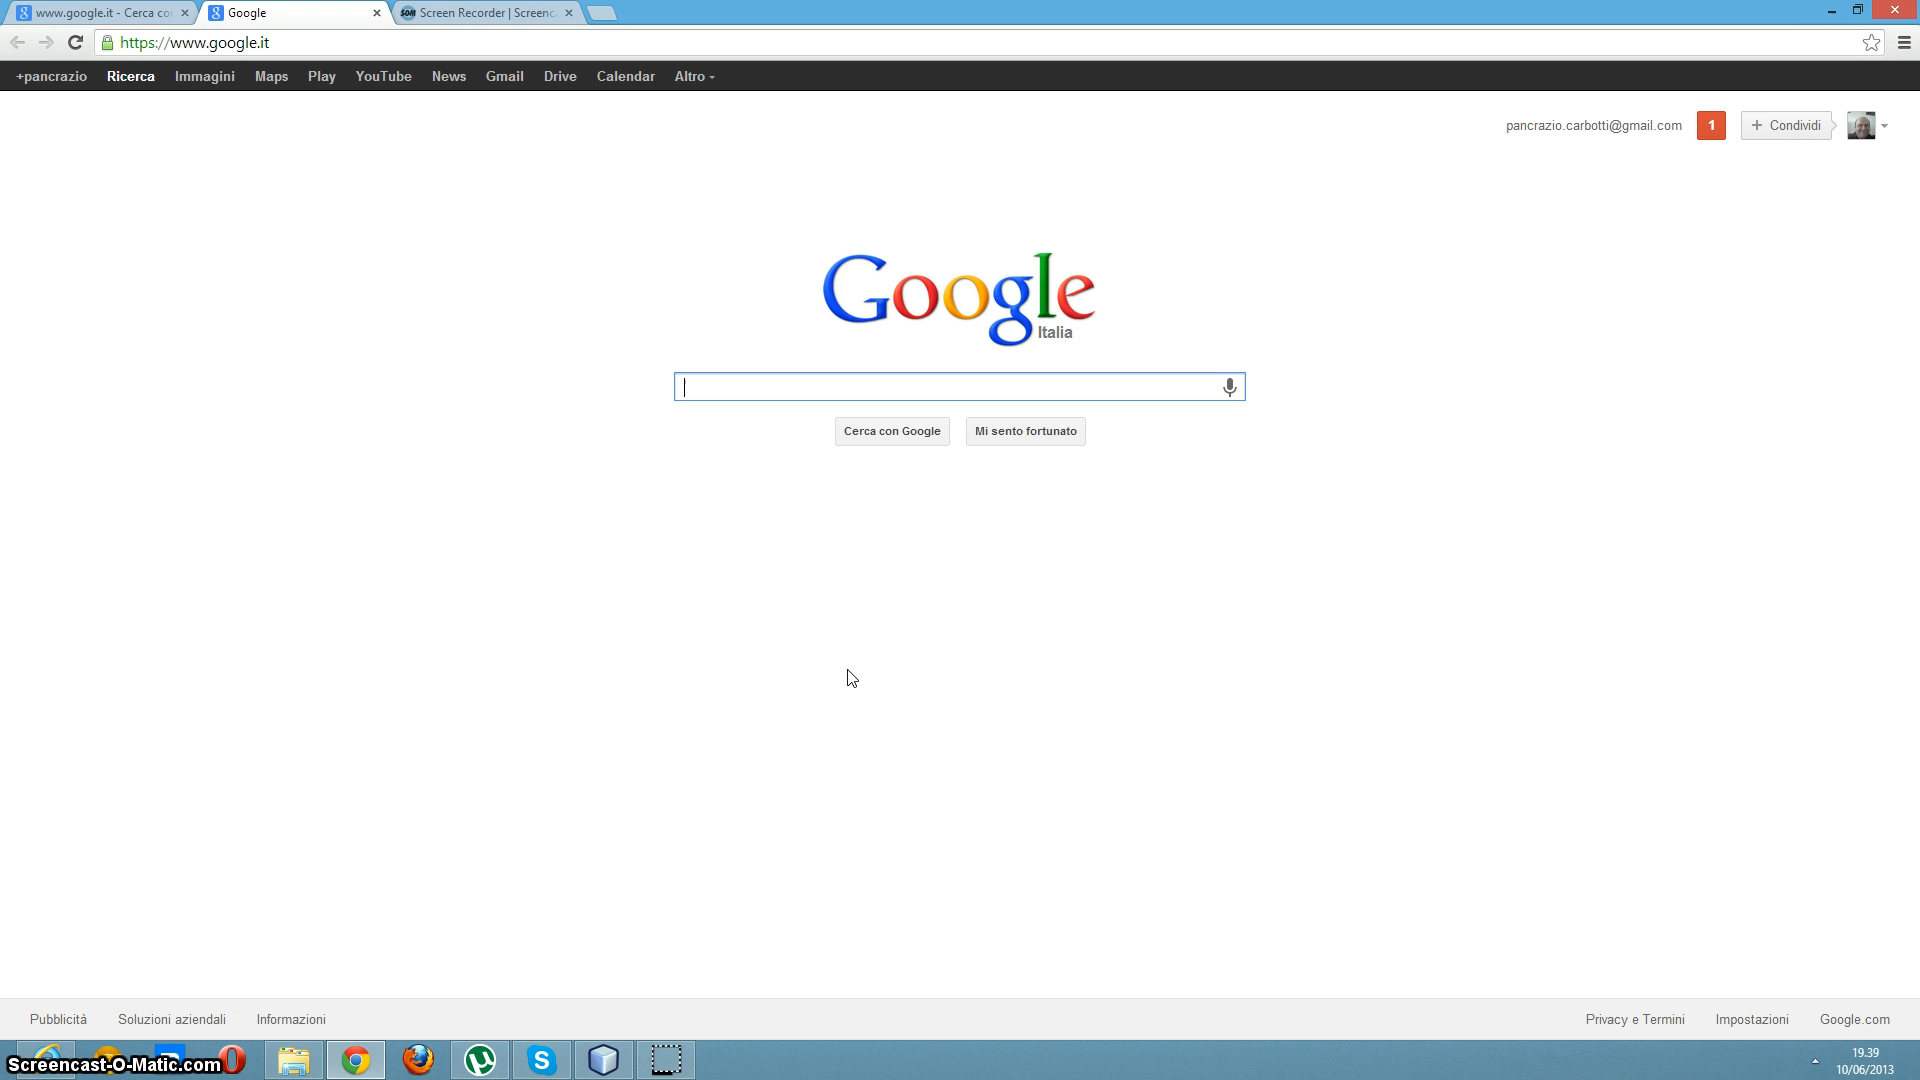 www.google.it - Cerca co
Google
SOM Screen Recorder | Screenc
https://www.google.it
+pancrazio Ricerca Immagini Maps Play YouTube News Gmail Drive Calendar Altro
pancrazio.carbotti@gmail.com 1 + Condividi
Google
Italia
Cerca con Google Mi sento fortunato
Pubblicità Soluzioni aziendali Informazioni Privacy e Termini Impostazioni Google.com
Screencast-O-Matic.com
19.39
10/06/2013